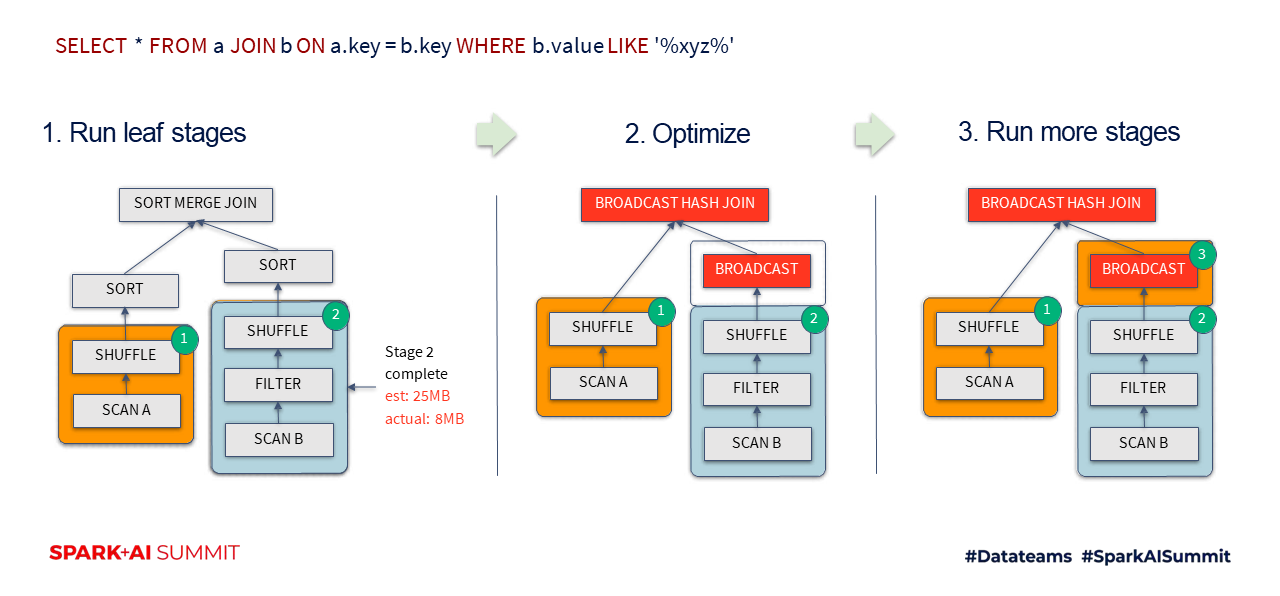 SELECT * FROM a JOIN b ON a.key = b.key WHERE b.value LIKE '%xyz%'
1. Run leaf stages
2. Optimize
3. Run more stages
SORT MERGE JOIN
SORT
SORT
2
SHUFFLE
1
SHUFFLE
FILTER
SCAN A
SCAN B
Stage 2
complete
est: 25MB
actual: 8MB
BROADCAST HASH JOIN
BROADCAST
1
SHUFFLE
2
SHUFFLE
SCAN A
FILTER
SCAN B
BROADCAST HASH JOIN
3
BROADCAST
1
SHUFFLE
2
SHUFFLE
SCAN A
FILTER
SCAN B
SPARK+AI SUMMIT
#Datateams #SparkAISummit